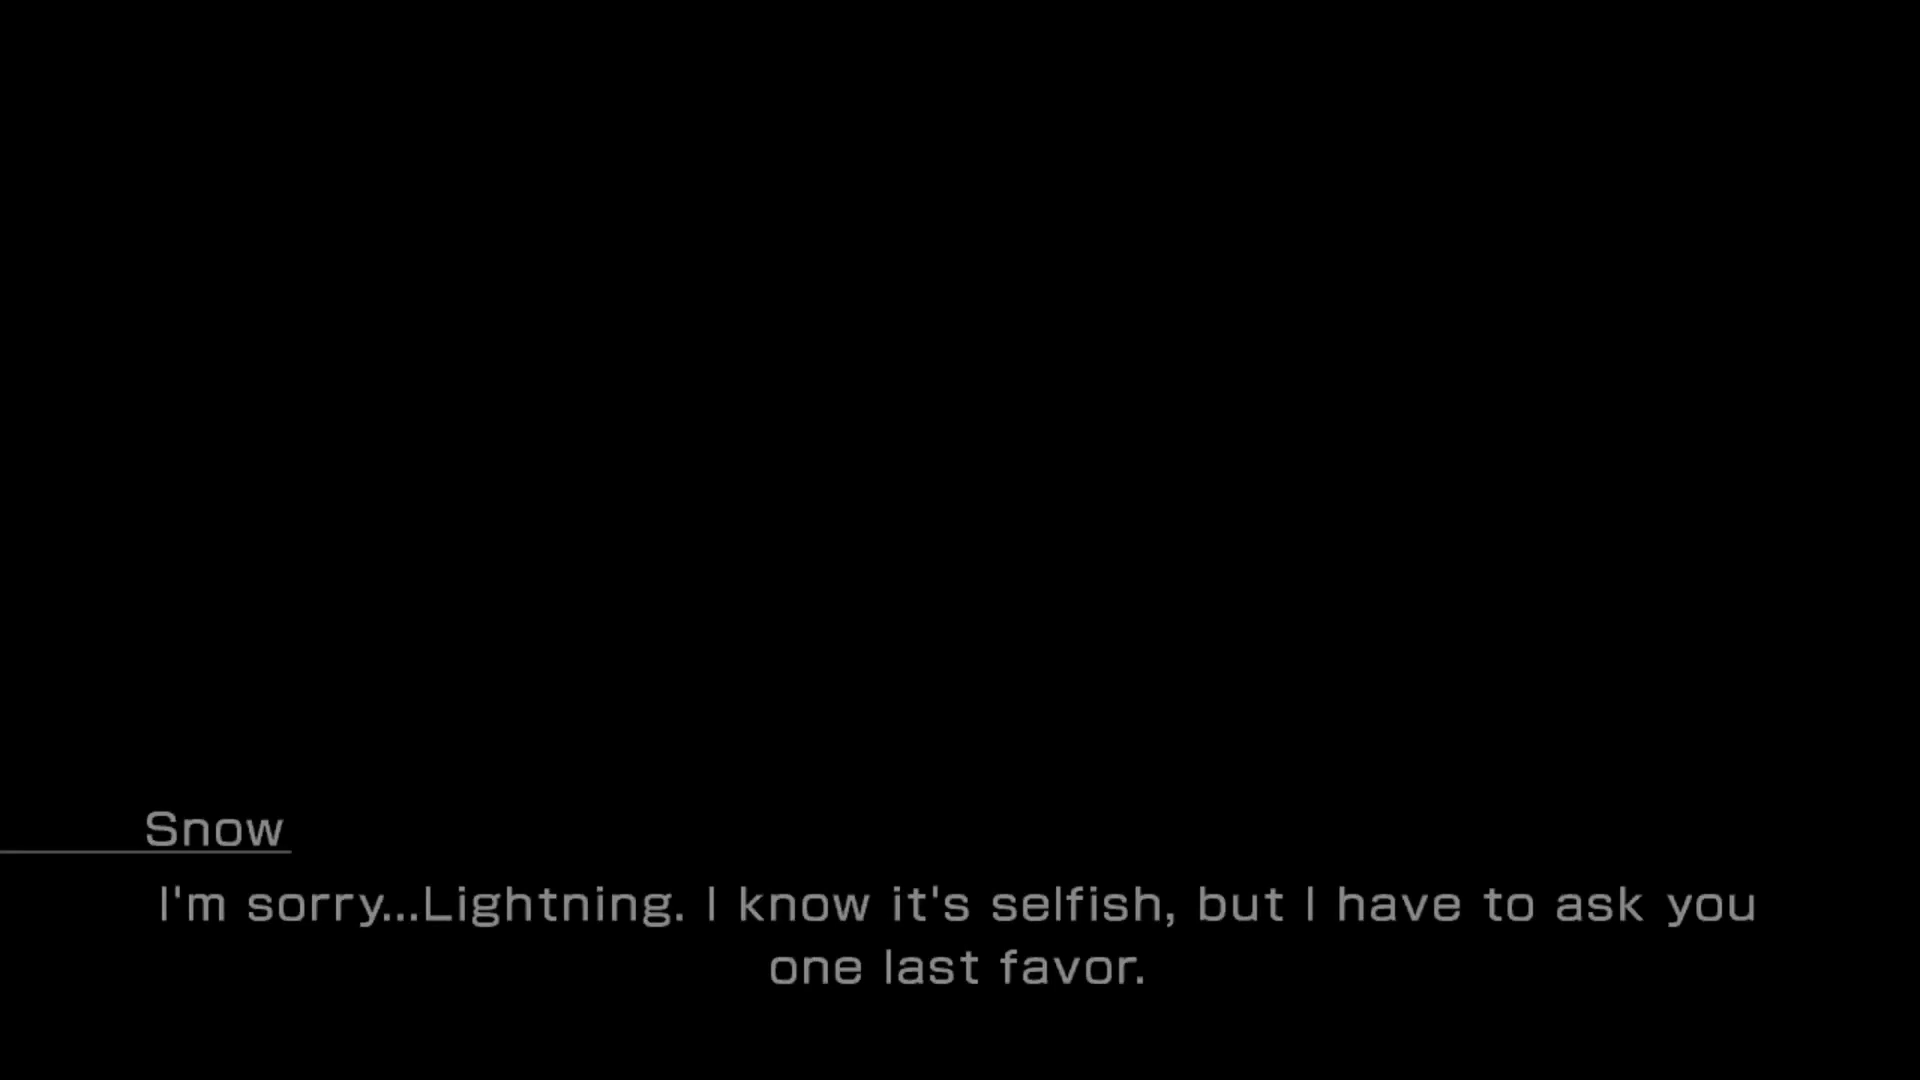 Snow
I'm sorry...Lightning. I know it's selfish, but I have to ask you
one last favor.